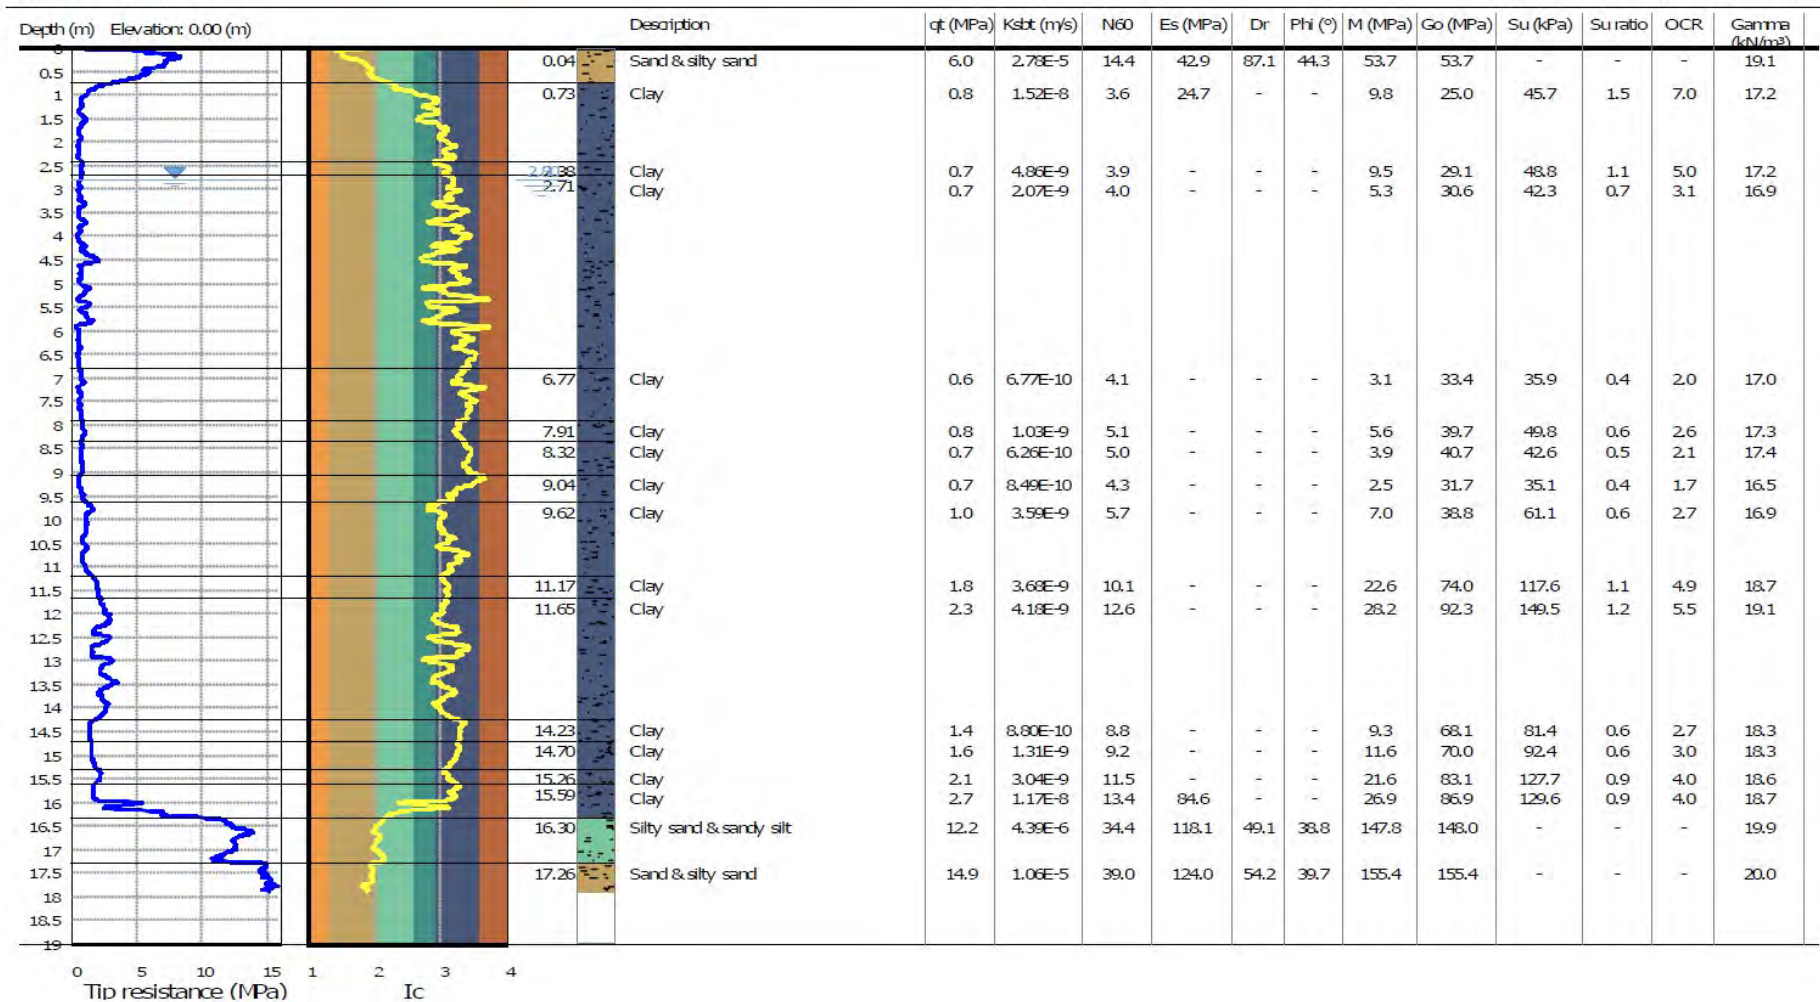 Depth (m) Elevation: 0.00 (m) Description qt (MPa) Ksbt (m/s) N60 Es (MPa) Dr Phi (°) M (MPa) Go (MPa) Su (kPa) Su ratio OCR Gamma (kN/m³)
0
0.04 Sand & silty sand 6.0 2.78E-5 14.4 42.9 87.1 44.3 53.7 53.7 - - - 19.1
0.5
1 0.73 Clay 0.8 1.52E-8 3.6 24.7 - - 9.8 25.0 45.7 1.5 7.0 17.2
1.5
2
2.5 Clay 0.7 4.86E-9 3.9 - - - 9.5 29.1 48.8 1.1 5.0 17.2
3 2.71 Clay 0.7 2.07E-9 4.0 - - - 5.3 30.6 42.3 0.7 3.1 16.9
3.5
4
4.5
5
5.5
6
6.5
7 6.77 Clay 0.6 6.77E-10 4.1 - - - 3.1 33.4 35.9 0.4 2.0 17.0
7.5
8 7.91 Clay 0.8 1.03E-9 5.1 - - - 5.6 39.7 49.8 0.6 2.6 17.3
8.5 8.32 Clay 0.7 6.26E-10 5.0 - - - 3.9 40.7 42.6 0.5 2.1 17.4
9 9.04 Clay 0.7 8.49E-10 4.3 - - - 2.5 31.7 35.1 0.4 1.7 16.5
9.5
10 9.62 Clay 1.0 3.59E-9 5.7 - - - 7.0 38.8 61.1 0.6 2.7 16.9
10.5
11
11.5 11.17 Clay 1.8 3.68E-9 10.1 - - - 22.6 74.0 117.6 1.1 4.9 18.7
12 11.65 Clay 2.3 4.18E-9 12.6 - - - 28.2 92.3 149.5 1.2 5.5 19.1
12.5
13
13.5
14
14.5 14.23 Clay 1.4 8.80E-10 8.8 - - - 9.3 68.1 81.4 0.6 2.7 18.3
15 14.70 Clay 1.6 1.31E-9 9.2 - - - 11.6 70.0 92.4 0.6 3.0 18.3
15.5 15.26 Clay 2.1 3.04E-9 11.5 - - - 21.6 83.1 127.7 0.9 4.0 18.6
16 15.59 Clay 2.7 1.17E-8 13.4 84.6 - - 26.9 86.9 129.6 0.9 4.0 18.7
16.5 16.30 Silty sand & sandy silt 12.2 4.39E-6 34.4 118.1 49.1 38.8 147.8 148.0 - - - 19.9
17
17.5 17.26 Sand & silty sand 14.9 1.06E-5 39.0 124.0 54.2 39.7 155.4 155.4 - - - 20.0
18
18.5
19
0 5 10 15 1 2 3 4
Tip resistance (MPa) Ic